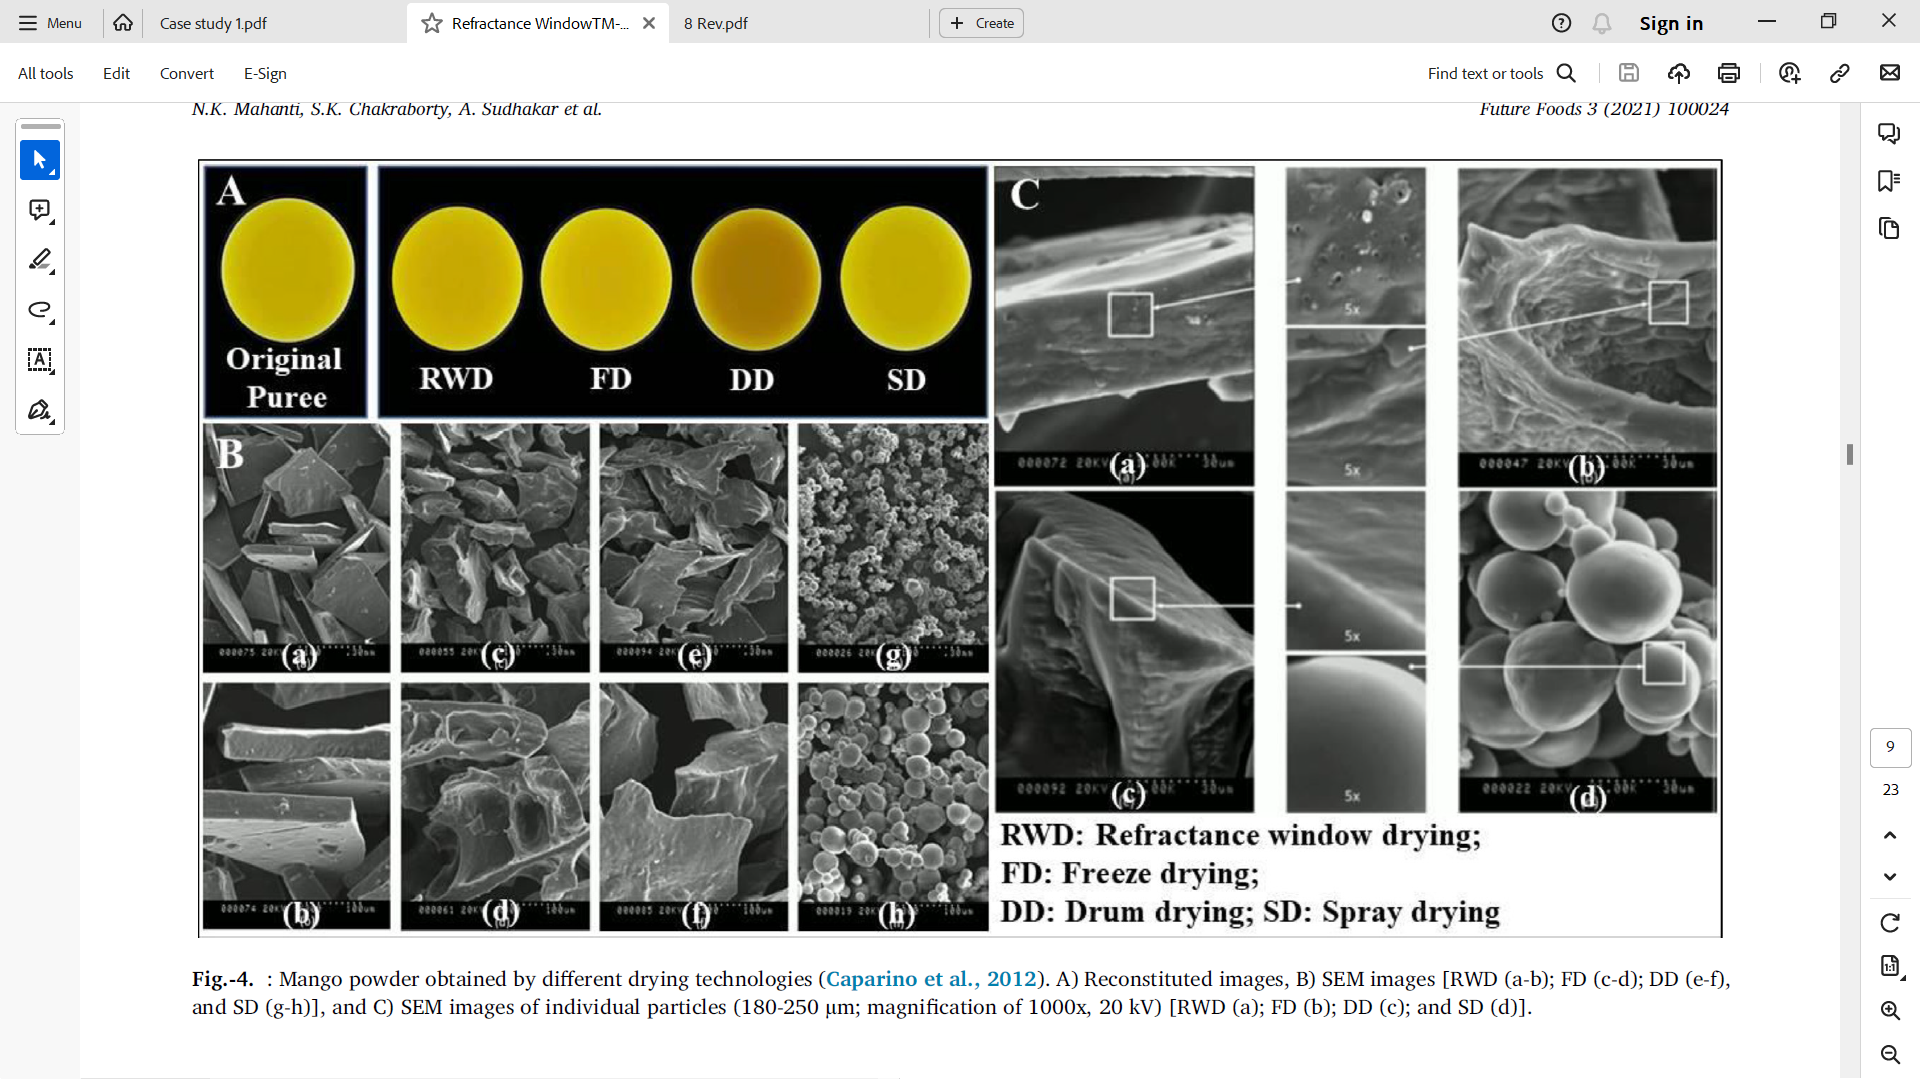 Menu
Case study 1.pdf
Refractance WindowTM-...
8 Rev.pdf
Create
Sign in
All tools
Edit
Convert
E-Sign
Find text or tools
N.K. Mahanti, S.K. Chakraborty, A. Sudhakar et al.
Future Foods 3 (2021) 100024
A
Original
Puree
RWD
FD
DD
SD
B
(a)
(c)
(e)
(g)
(b)
(d)
(f)
(h)
C
5x
5x
(a)
(b)
5x
5x
(c)
(d)
RWD: Refractance window drying;
FD: Freeze drying;
DD: Drum drying; SD: Spray drying
Fig.-4. : Mango powder obtained by different drying technologies (Caparino et al., 2012). A) Reconstituted images, B) SEM images [RWD (a-b); FD (c-d); DD (e-f),
and SD (g-h)], and C) SEM images of individual particles (180-250 μm; magnification of 1000x, 20 kV) [RWD (a); FD (b); DD (c); and SD (d)].
9
23